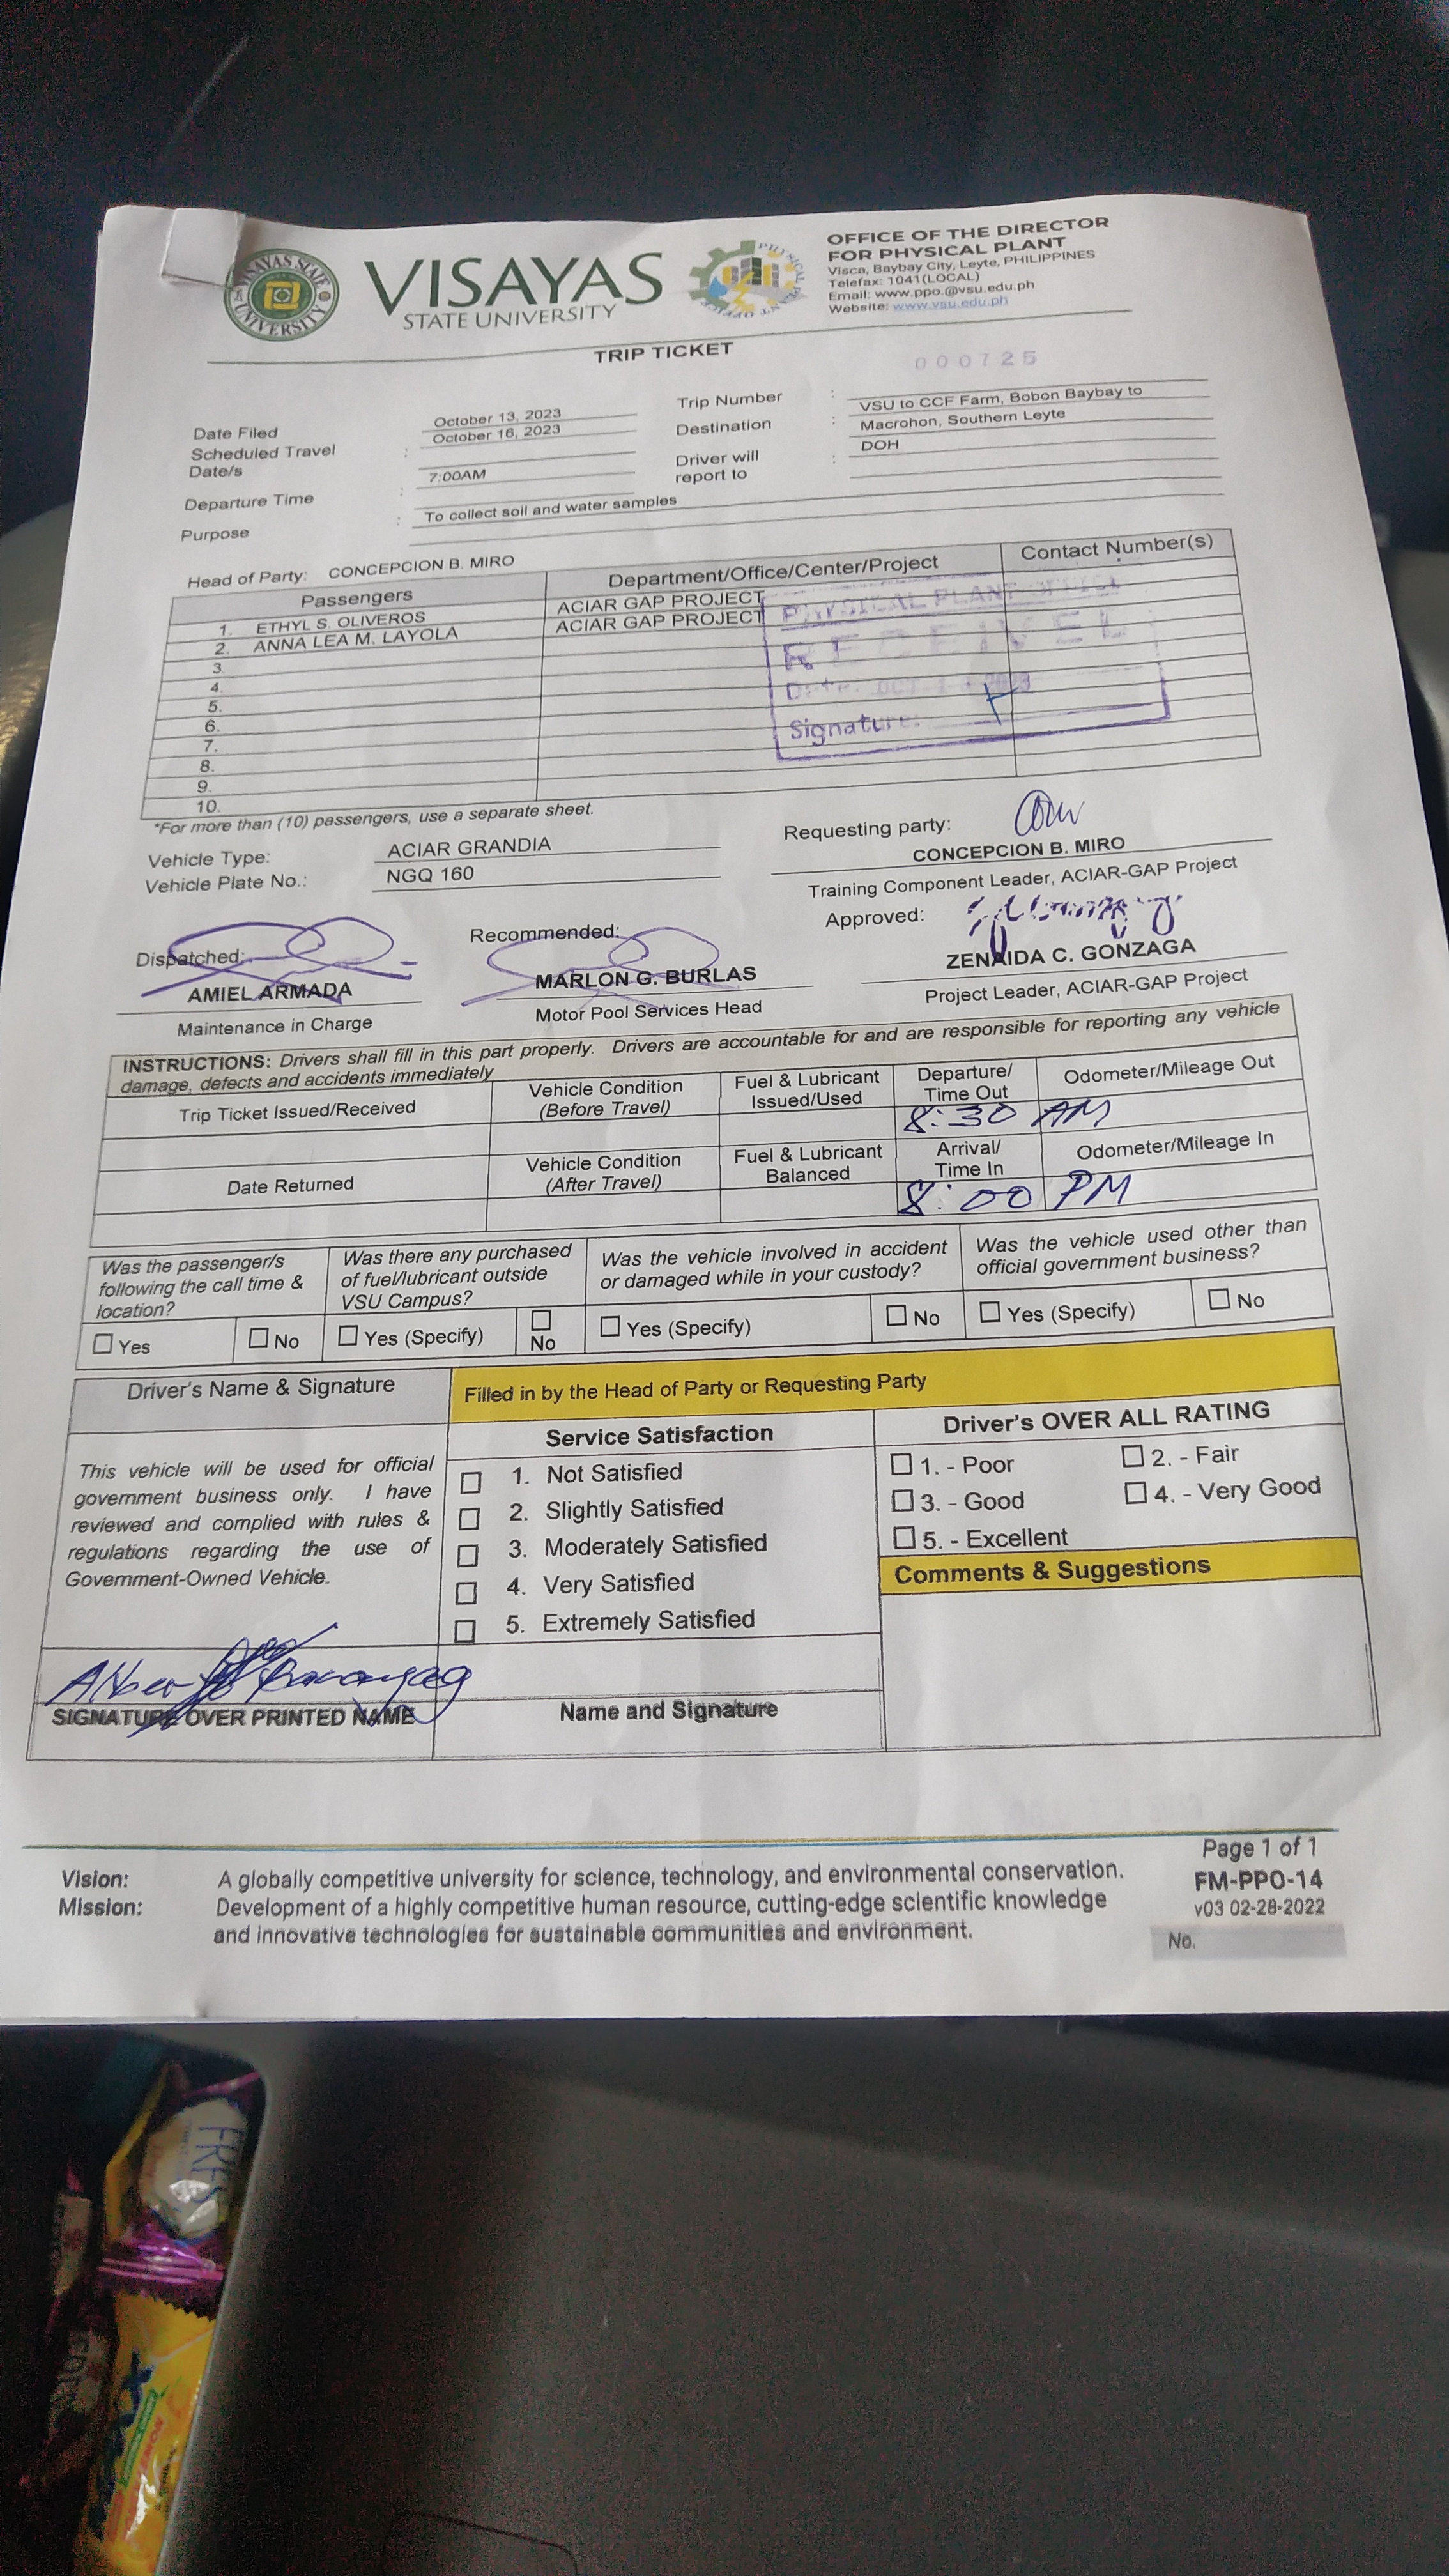 VISAYAS STATE UNIVERSITY
VISAYAS
STATE UNIVERSITY
OFFICE OF THE DIRECTOR
FOR PHYSICAL PLANT
Visca, Baybay City, Leyte, PHILIPPINES
Telefax: 1041(LOCAL)
Email: www.ppo.@vsu.edu.ph
Website: www.vsu.edu.ph
TRIP TICKET
000725
Date Filed October 13, 2023
Scheduled Travel Date/s : October 16, 2023
Departure Time : 7:00AM
Purpose : To collect soil and water samples
Trip Number :
Destination : VSU to CCF Farm, Bobon Baybay to
Macrohon, Southern Leyte
Driver will report to : DOH
Head of Party: CONCEPCION B. MIRO
Passengers Department/Office/Center/Project Contact Number(s)
1. ETHYL S. OLIVEROS ACIAR GAP PROJECT
2. ANNA LEA M. LAYOLA ACIAR GAP PROJECT
3.
4.
5.
6.
7.
8.
9.
10.
PHYSICAL PLANT OFFICE
RECEIVED
Date: OCT
Signature:
*For more than (10) passengers, use a separate sheet.
Vehicle Type: ACIAR GRANDIA
Vehicle Plate No.: NGQ 160
Requesting party:
CONCEPCION B. MIRO
Training Component Leader, ACIAR-GAP Project
Dispatched:
AMIEL ARMADA
Maintenance in Charge
Recommended:
MARLON G. BURLAS
Motor Pool Services Head
Approved:
ZENAIDA C. GONZAGA
Project Leader, ACIAR-GAP Project
INSTRUCTIONS: Drivers shall fill in this part properly. Drivers are accountable for and are responsible for reporting any vehicle
damage, defects and accidents immediately
Trip Ticket Issued/Received
Vehicle Condition
(Before Travel)
Fuel & Lubricant
Issued/Used
Departure/
Time Out
Odometer/Mileage Out
8:30 AM
Date Returned
Vehicle Condition
(After Travel)
Fuel & Lubricant
Balanced
Arrival/
Time In
Odometer/Mileage In
8:00 PM
Was the passenger/s
following the call time &
location?
Was there any purchased
of fuel/lubricant outside
VSU Campus?
Was the vehicle involved in accident
or damaged while in your custody?
Was the vehicle used other than
official government business?
Yes No Yes (Specify) No Yes (Specify) No Yes (Specify) No
Driver's Name & Signature
Filled in by the Head of Party or Requesting Party
This vehicle will be used for official
government business only. I have
reviewed and complied with rules &
regulations regarding the use of
Government-Owned Vehicle.
Service Satisfaction
1. Not Satisfied
2. Slightly Satisfied
3. Moderately Satisfied
4. Very Satisfied
5. Extremely Satisfied
Driver's OVER ALL RATING
1. - Poor 2. - Fair
3. - Good 4. - Very Good
5. - Excellent
Comments & Suggestions
SIGNATURE OVER PRINTED NAME
Name and Signature
Vision: A globally competitive university for science, technology, and environmental conservation.
Mission: Development of a highly competitive human resource, cutting-edge scientific knowledge
and innovative technologies for sustainable communities and environment.
Page 1 of 1
FM-PPO-14
v03 02-28-2022
No.